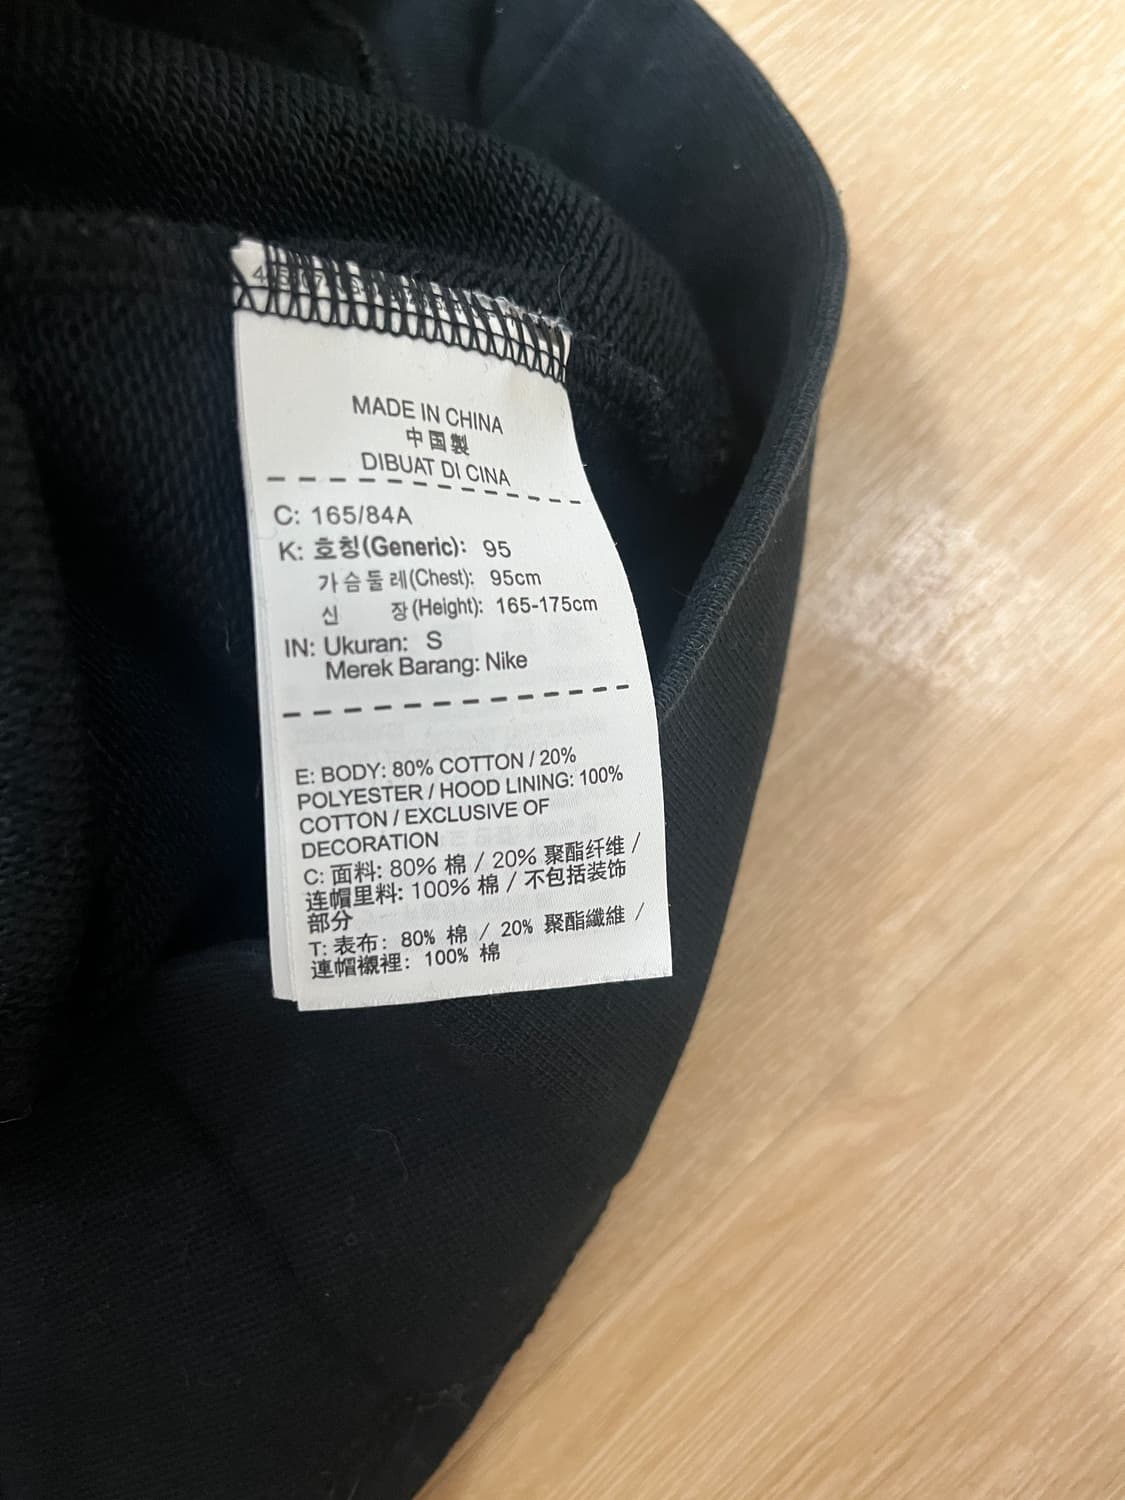 MADE IN CHINA
中国製
DIBUAT DI CINA
C: 165/84A
K: 호칭(Generic): 95
가슴둘레(Chest): 95cm
신 장(Height): 165-175cm
IN: Ukuran: S
Merek Barang: Nike
E: BODY: 80% COTTON / 20%
POLYESTER / HOOD LINING: 100%
COTTON / EXCLUSIVE OF
DECORATION
C: 面料: 80% 棉 / 20% 聚酯纤维 /
连帽里料: 100% 棉 / 不包括装饰
部分
T: 表布: 80% 棉 / 20% 聚酯纖維 /
連帽襯裡: 100% 棉